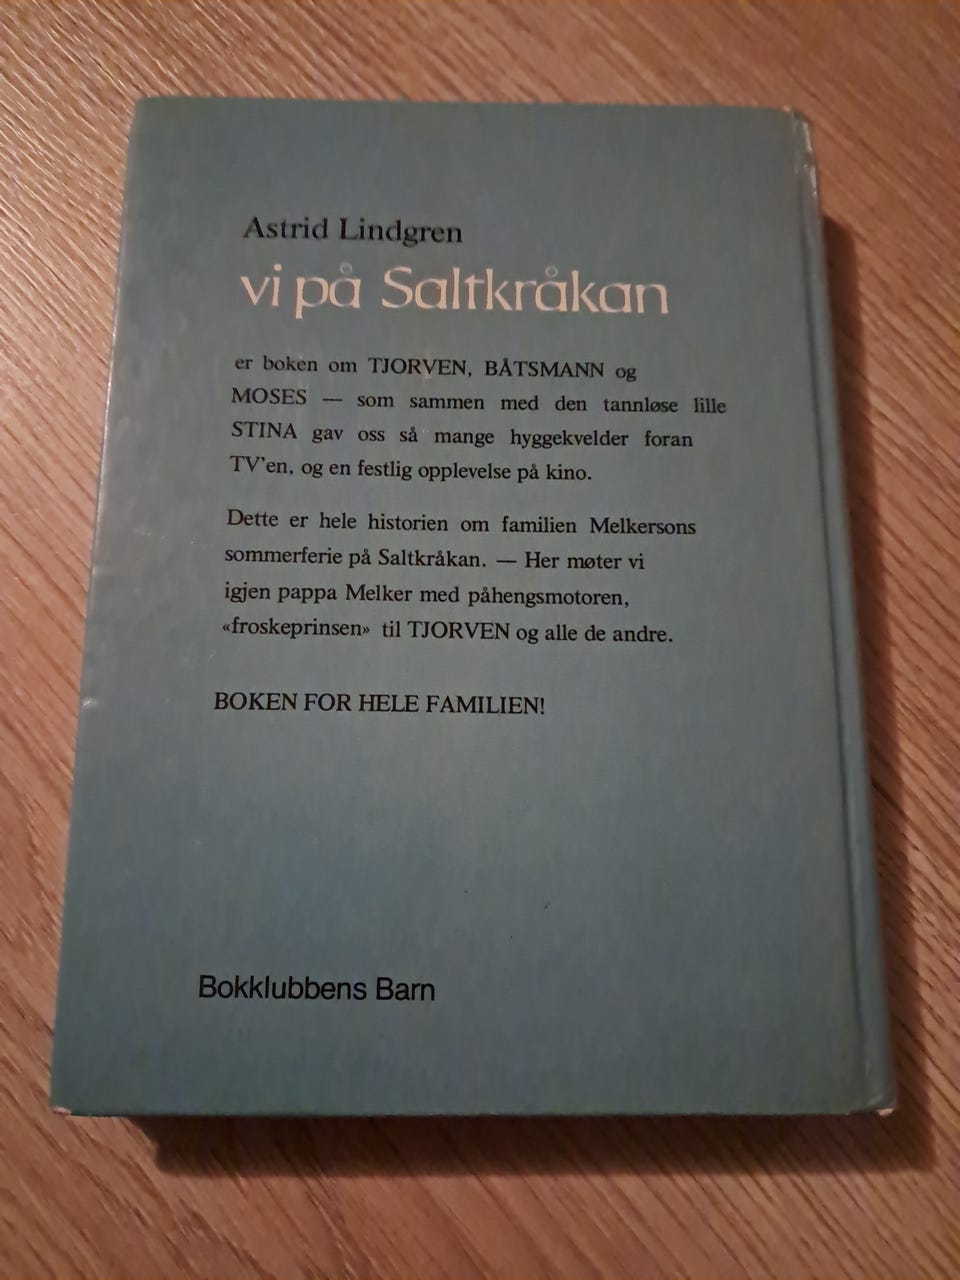 Astrid Lindgren
vi på Saltkråkan
er boken om TJORVEN, BÅTSMANN og
MOSES — som sammen med den tannløse lille
STINA gav oss så mange hyggekvelder foran
TV'en, og en festlig opplevelse på kino.
Dette er hele historien om familien Melkersons
sommerferie på Saltkråkan. — Her møter vi
igjen pappa Melker med påhengsmotoren,
«froskeprinsen» til TJORVEN og alle de andre.
BOKEN FOR HELE FAMILIEN!
Bokklubbens Barn